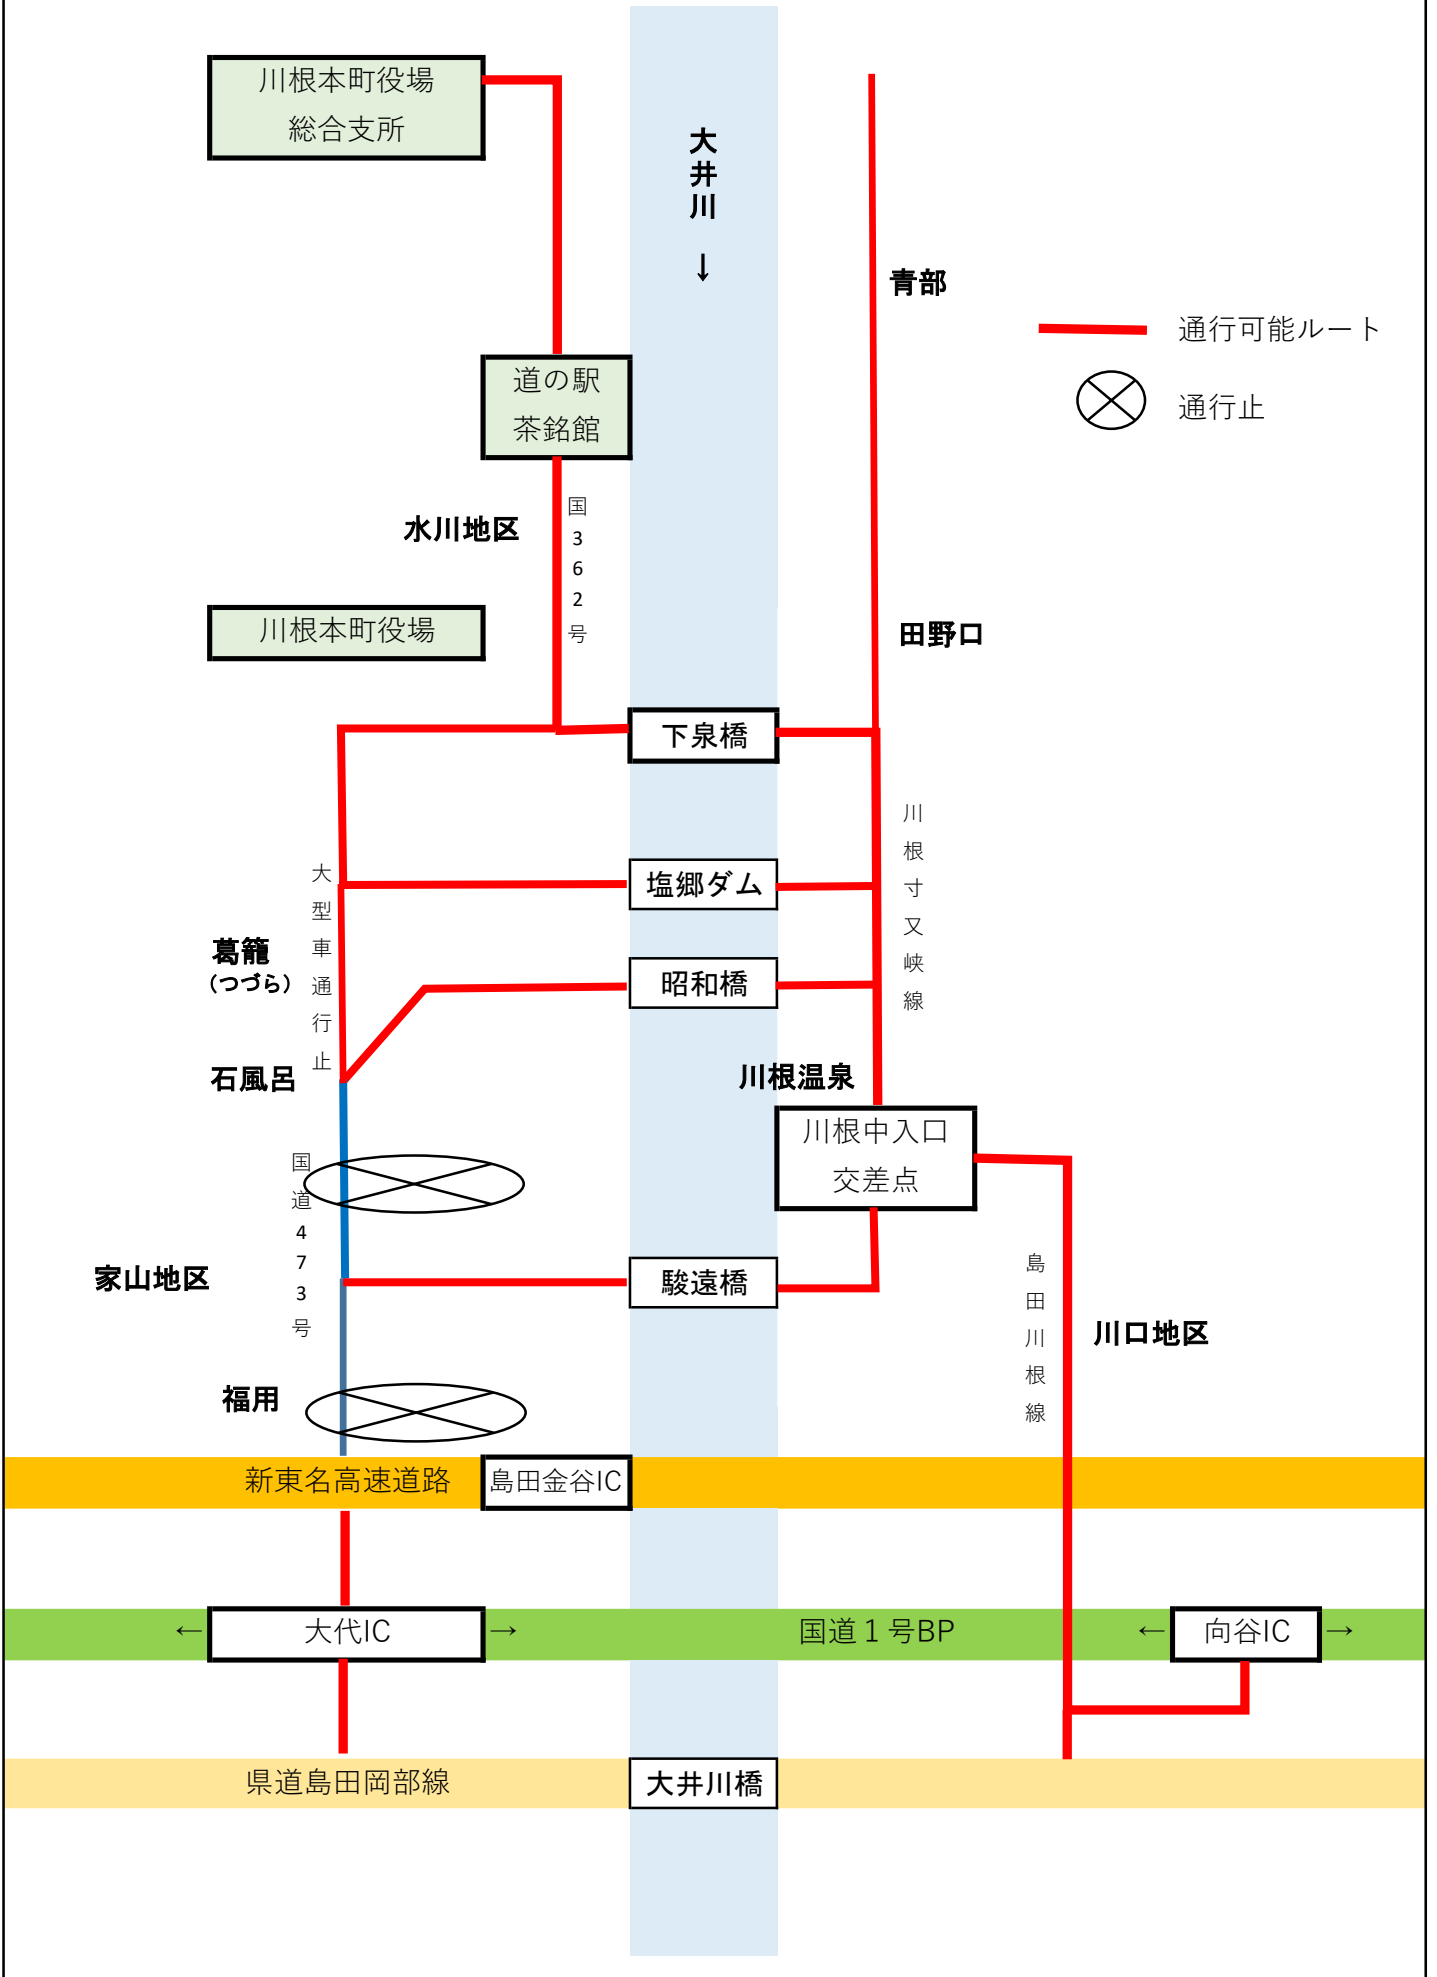 川根本町役場
総合支所
大井川
↓
青部
通行可能ルート
通行止
道の駅
茶銘館
水川地区
国362号
川根本町役場
田野口
下泉橋
川根寸又峡線
大型車通行止
塩郷ダム
葛籠
(つづら)
昭和橋
石風呂
川根温泉
川根中入口
交差点
国道473号
家山地区
駿遠橋
島田川根線
川口地区
福用
新東名高速道路
島田金谷IC
← 大代IC →
国道1号BP
← 向谷IC →
県道島田岡部線
大井川橋